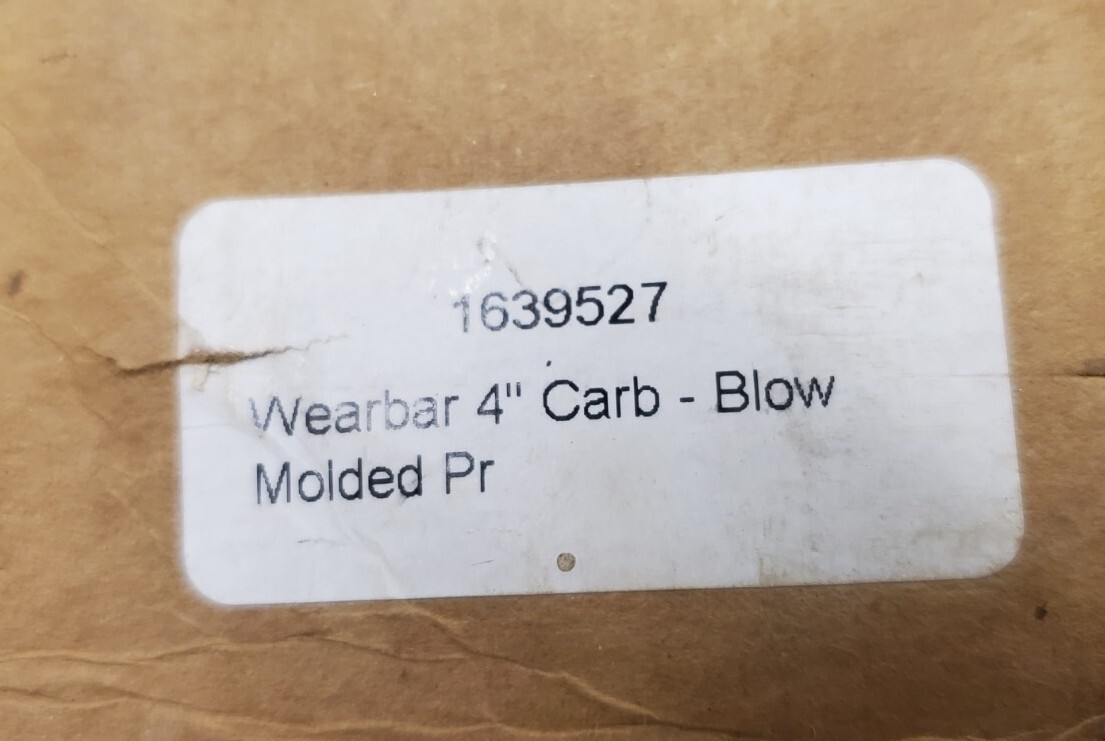 1639527
Wearbar 4" Carb - Blow
Molded Pr